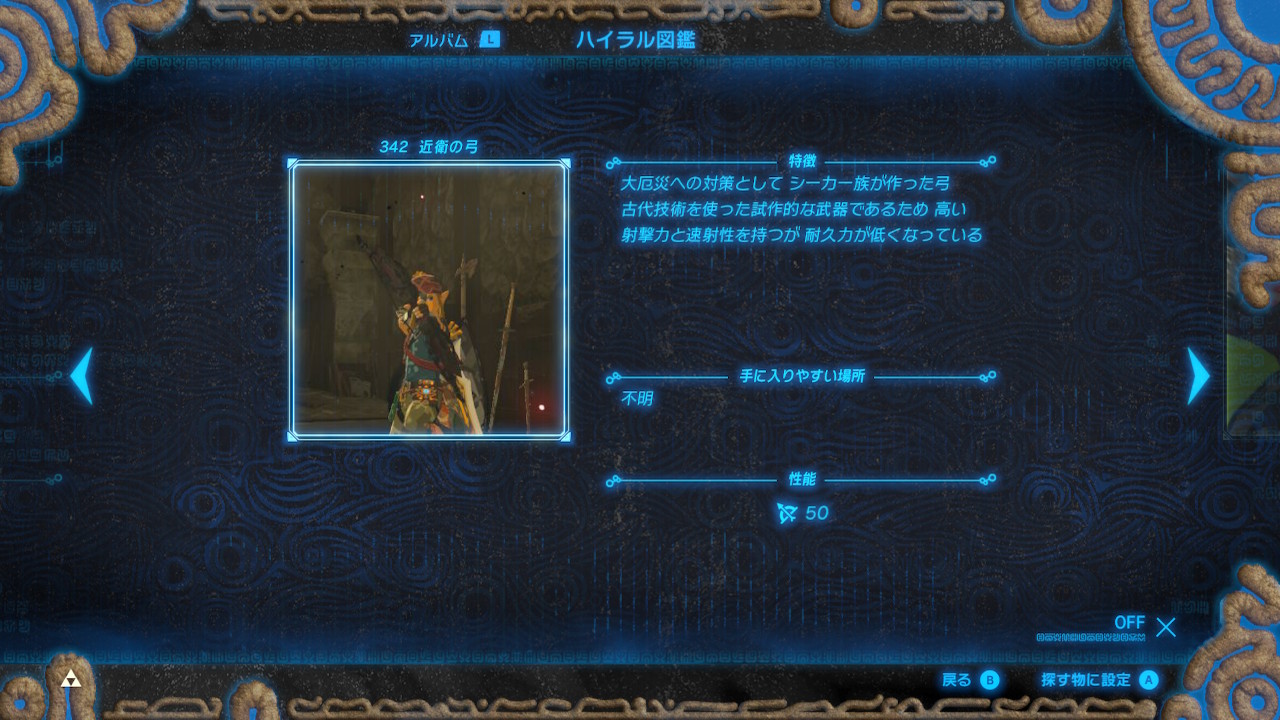 アルバム L
ハイラル図鑑
342 近衛の弓
特徴
大厄災への対策として シーカー族が作った弓
古代技術を使った試作的な武器であるため 高い
射撃力と速射性を持つが 耐久力が低くなっている
手に入りやすい場所
不明
性能
50
OFF
戻る B
探す物に設定 A